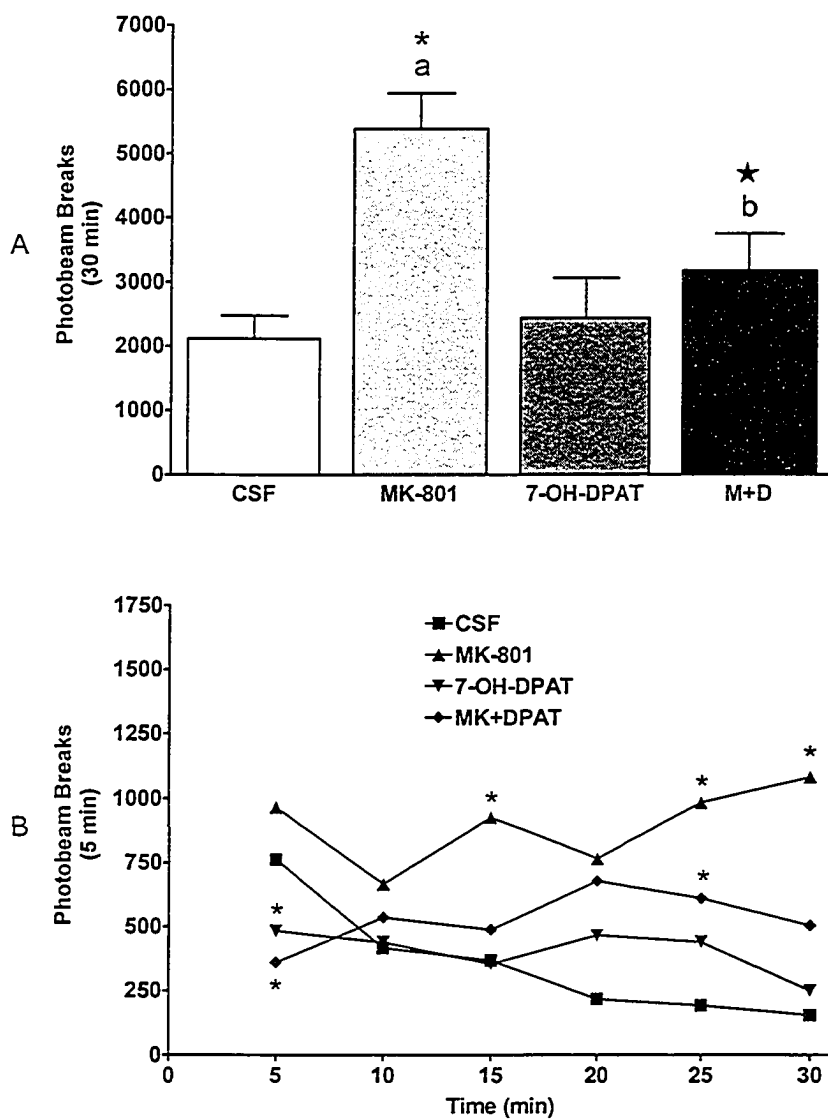 7000
6000
5000
4000
3000
2000
1000
0
Photobeam Breaks
(30 min)
A
*
a
★
b
CSF MK-801 7-OH-DPAT M+D
1750
1500
1250
1000
750
500
250
0
Photobeam Breaks
(5 min)
B
CSF
MK-801
7-OH-DPAT
MK+DPAT
*
*
*
*
*
*
0 5 10 15 20 25 30
Time (min)